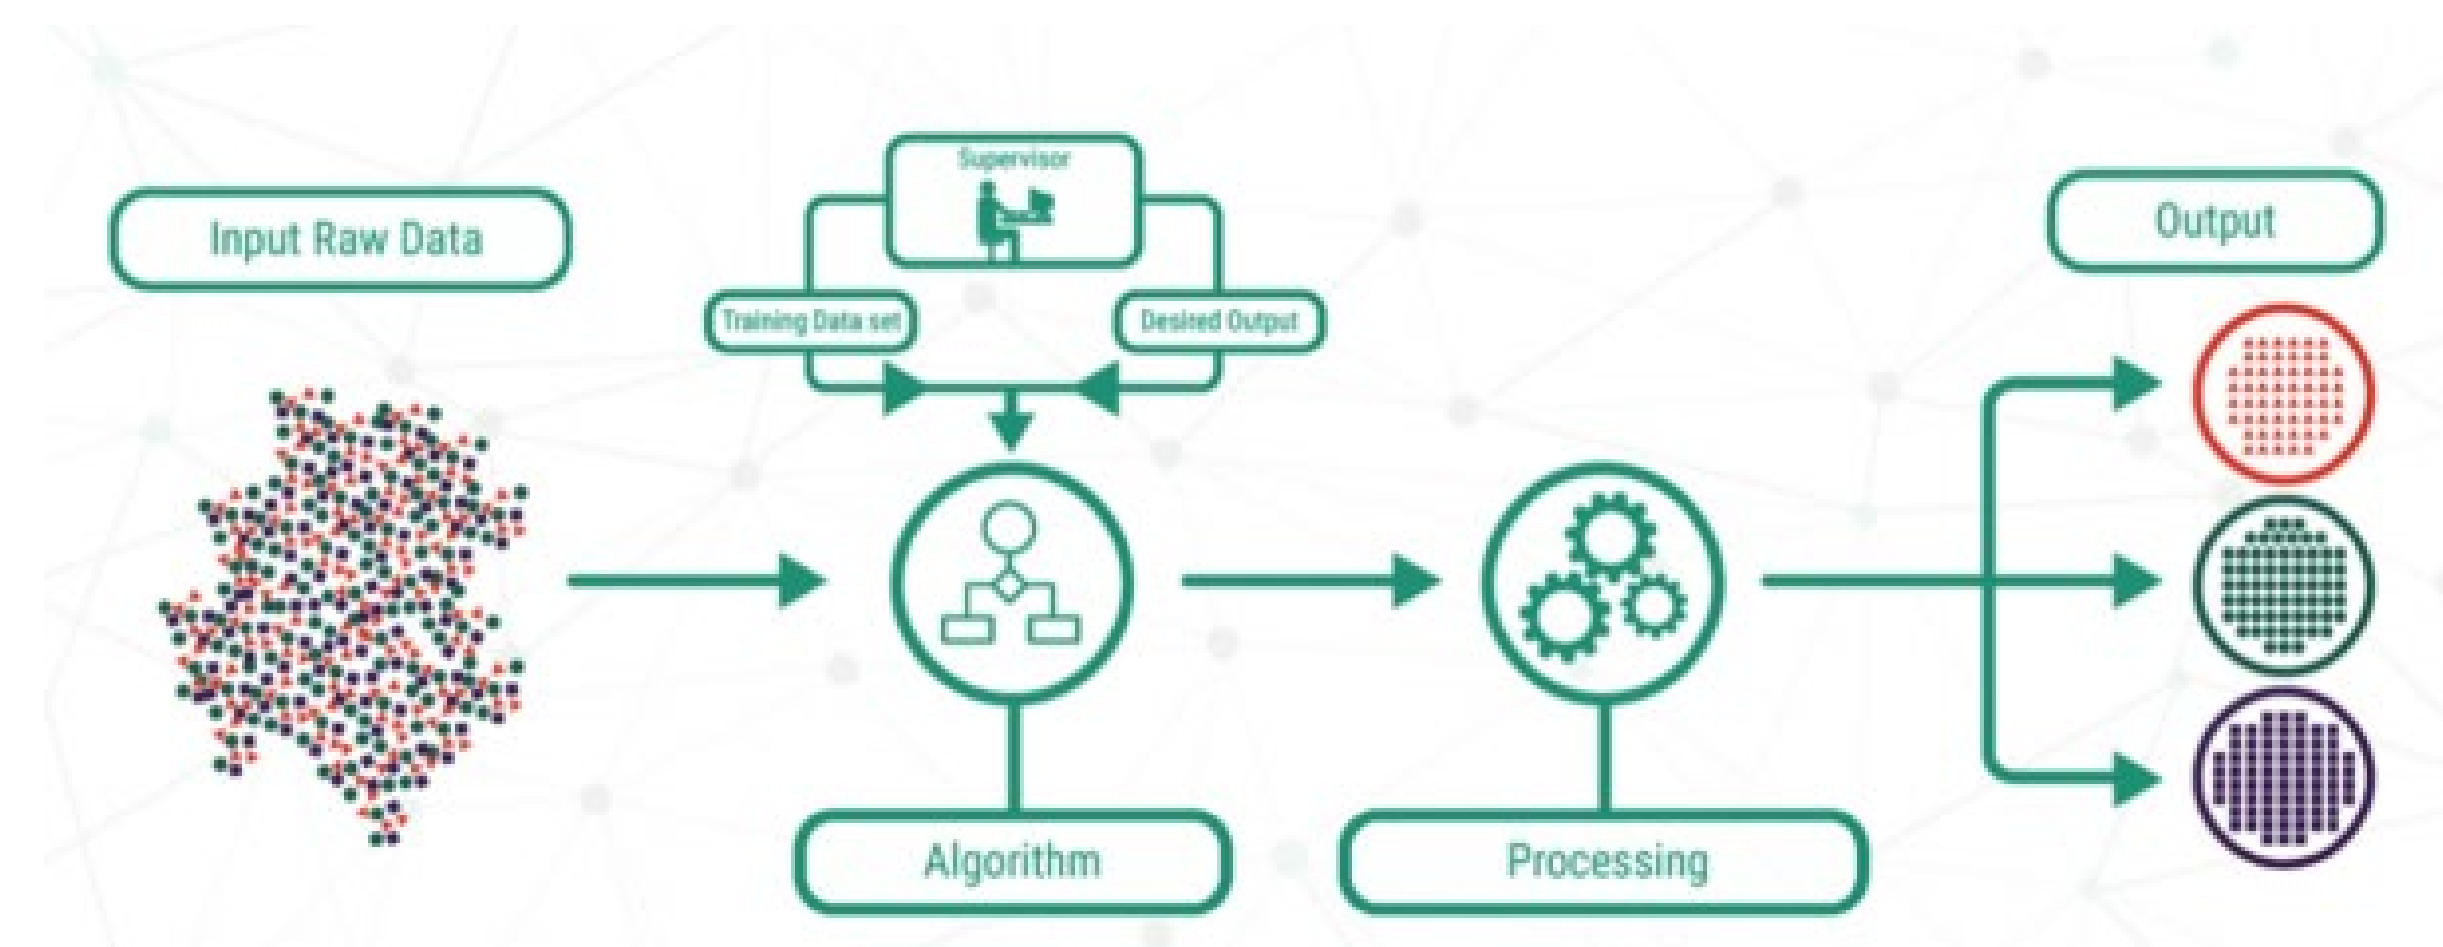 Input Raw Data
Supervisor
Training Data set
Desired Output
Algorithm
Processing
Output